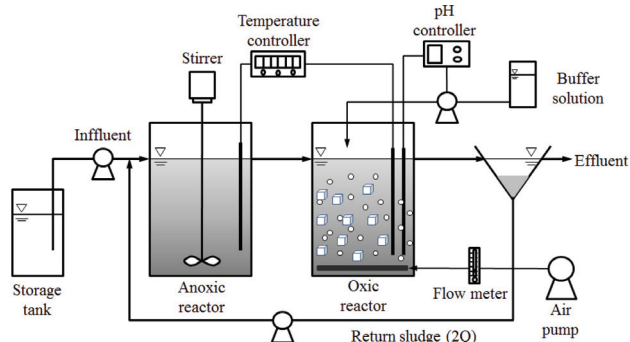 Temperature
controller
pH
controller
Stirrer
Buffer
solution
Inffluent
Effluent
Storage
tank
Anoxic
reactor
Oxic
reactor
Flow meter
Air
pump
Return sludge (2Q)